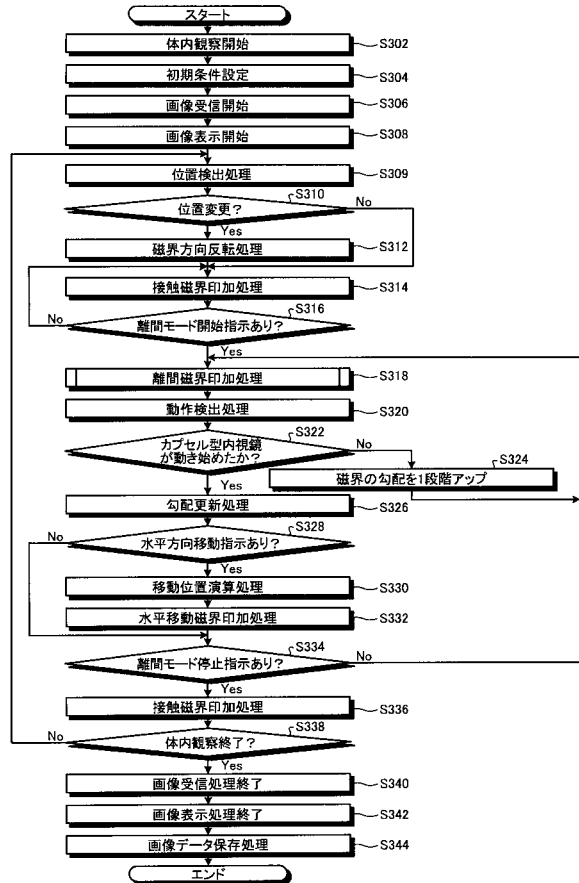 スタート
体内観察開始 S302
初期条件設定 S304
画像受信開始 S306
画像表示開始 S308
位置検出処理 S309
S310
位置変更? No
Yes
磁界方向反転処理 S312
接触磁界印加処理 S314
S316
No 離間モード開始指示あり?
Yes
離間磁界印加処理 S318
動作検出処理 S320
S322
カプセル型内視鏡
が動き始めたか? No
S324
磁界の勾配を1段階アップ
勾配更新処理 S326
S328
No 水平方向移動指示あり?
Yes
移動位置演算処理 S330
水平移動磁界印加処理 S332
S334
離間モード停止指示あり? No
Yes
接触磁界印加処理 S336
S338
No 体内観察終了?
Yes
画像受信処理終了 S340
画像表示処理終了 S342
画像データ保存処理 S344
エンド